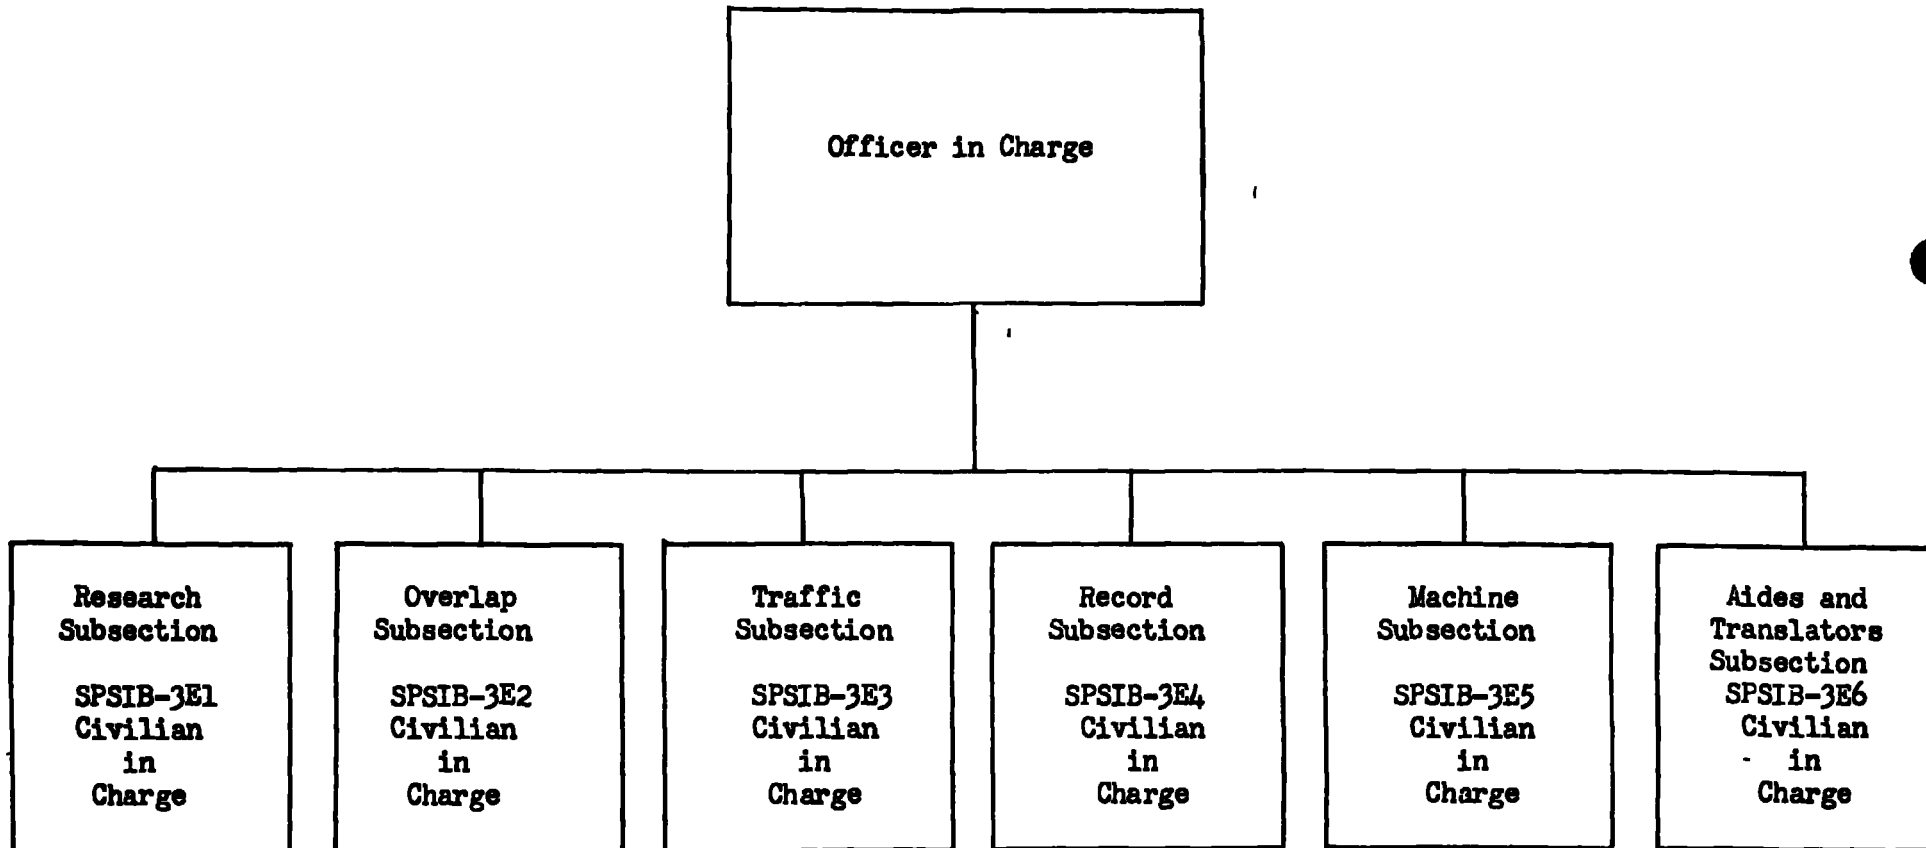 Officer in Charge
Research
Subsection
SPSIB-3E1
Civilian
in
Charge
Overlap
Subsection
SPSIB-3E2
Civilian
in
Charge
Traffic
Subsection
SPSIB-3E3
Civilian
in
Charge
Record
Subsection
SPSIB-3E4
Civilian
in
Charge
Machine
Subsection
SPSIB-3E5
Civilian
in
Charge
Aides and
Translators
Subsection
SPSIB-3E6
Civilian
in
Charge